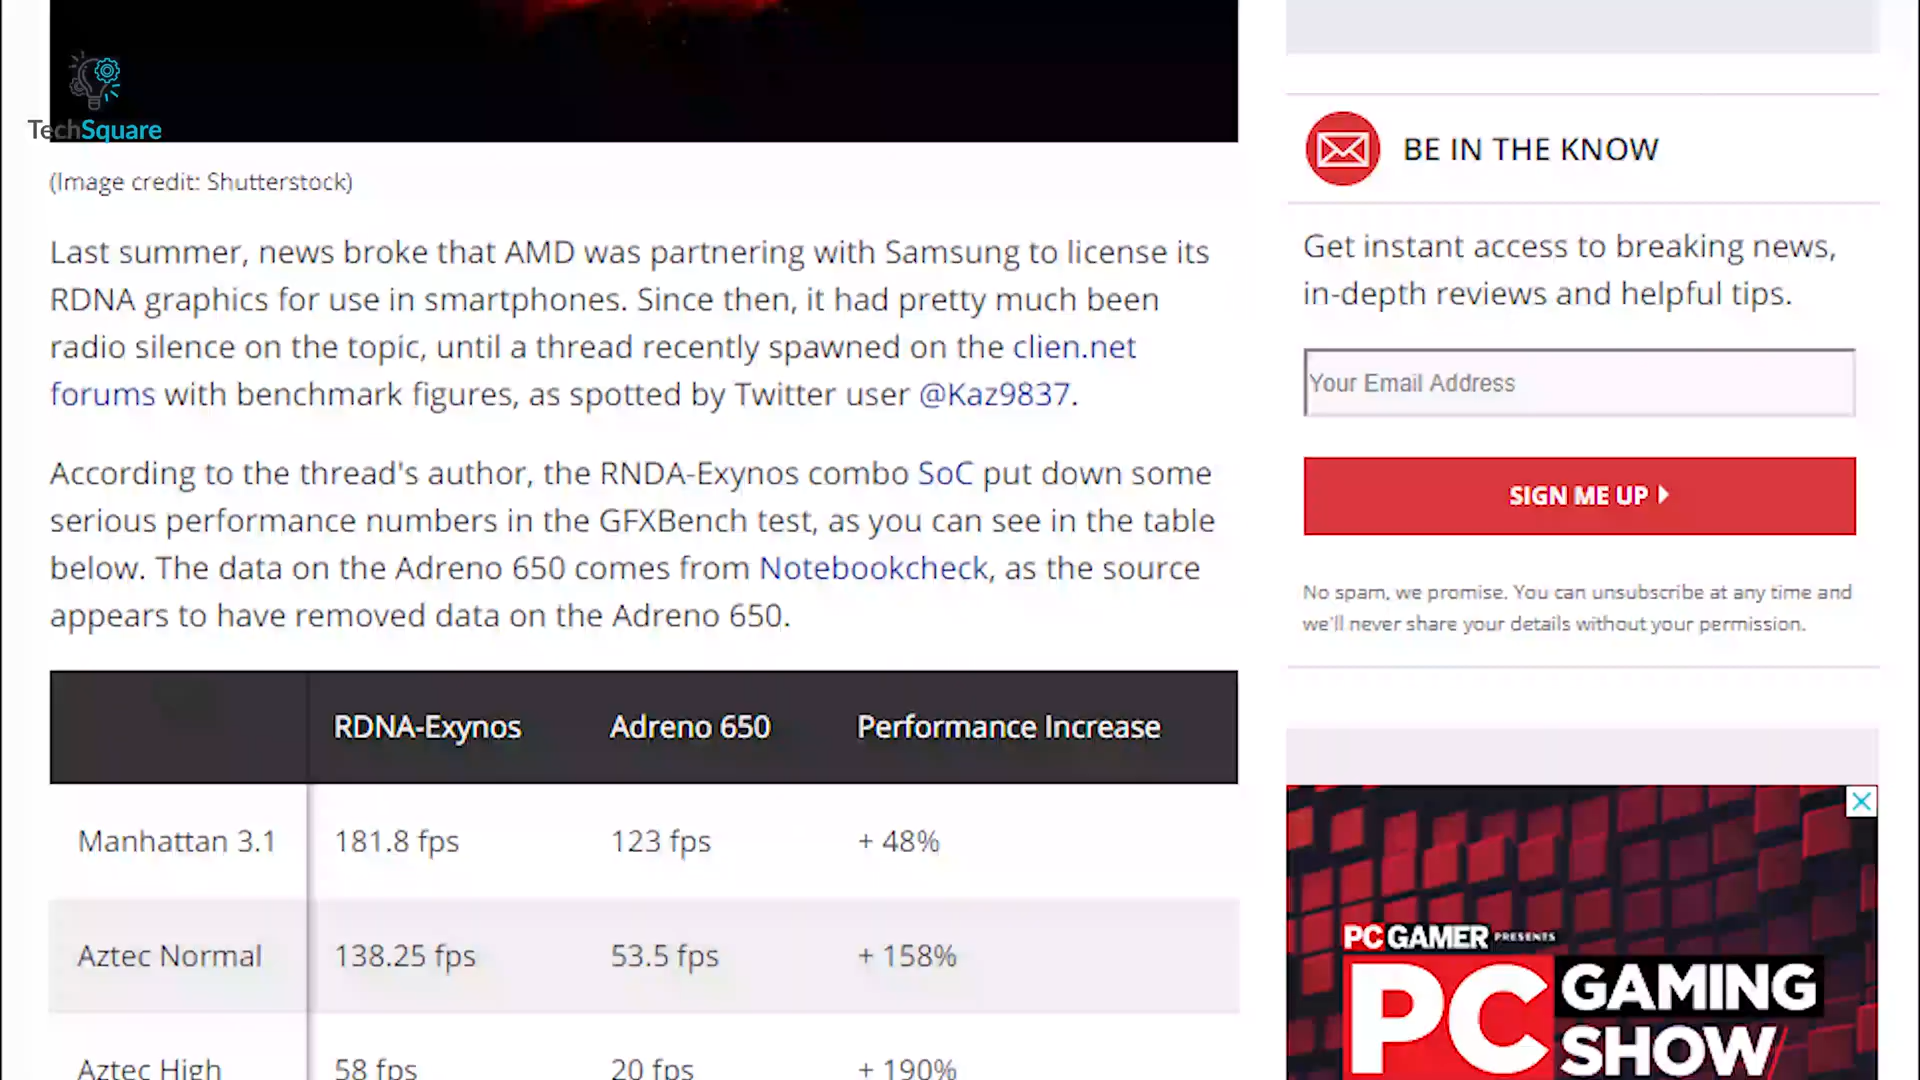 TechSquare
(Image credit: Shutterstock)
Last summer, news broke that AMD was partnering with Samsung to license its
RDNA graphics for use in smartphones. Since then, it had pretty much been
radio silence on the topic, until a thread recently spawned on the clien.net
forums with benchmark figures, as spotted by Twitter user @Kaz9837.
According to the thread's author, the RNDA-Exynos combo SoC put down some
serious performance numbers in the GFXBench test, as you can see in the table
below. The data on the Adreno 650 comes from Notebookcheck, as the source
appears to have removed data on the Adreno 650.
RDNA-Exynos Adreno 650 Performance Increase
Manhattan 3.1 181.8 fps 123 fps + 48%
Aztec Normal 138.25 fps 53.5 fps + 158%
Aztec High 58 fps 20 fps + 190%
BE IN THE KNOW
Get instant access to breaking news,
in-depth reviews and helpful tips.
Your Email Address
SIGN ME UP
No spam, we promise. You can unsubscribe at any time and
we'll never share your details without your permission.
PC GAMER PRESENTS
PC GAMING
SHOW